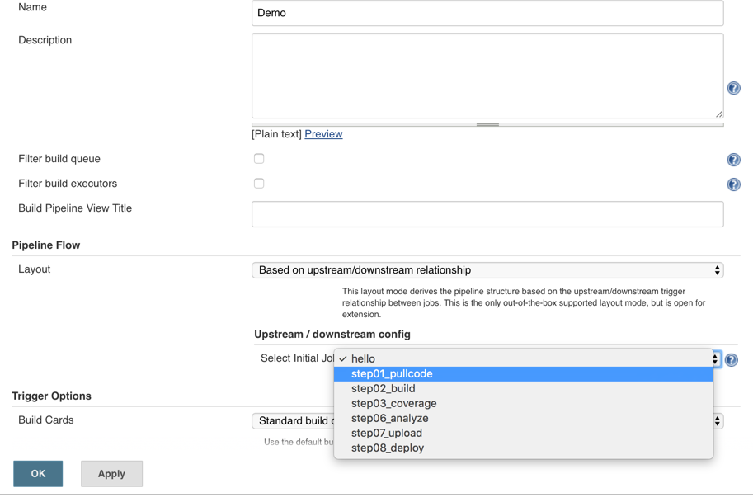 Name
Demo
Description
[Plain text] Preview
Filter build queue
Filter build executors
Build Pipeline View Title
Pipeline Flow
Layout
Based on upstream/downstream relationship
This layout mode derives the pipeline structure based on the upstream/downstream trigger
relationship between jobs. This is the only out-of-the-box supported layout mode, but is open for
extension.
Upstream / downstream config
Select Initial Jo
✓ hello
step01_pullcode
step02_build
step03_coverage
step06_analyze
step07_upload
step08_deploy
Trigger Options
Build Cards
Standard build
Use the default bu
OK
Apply